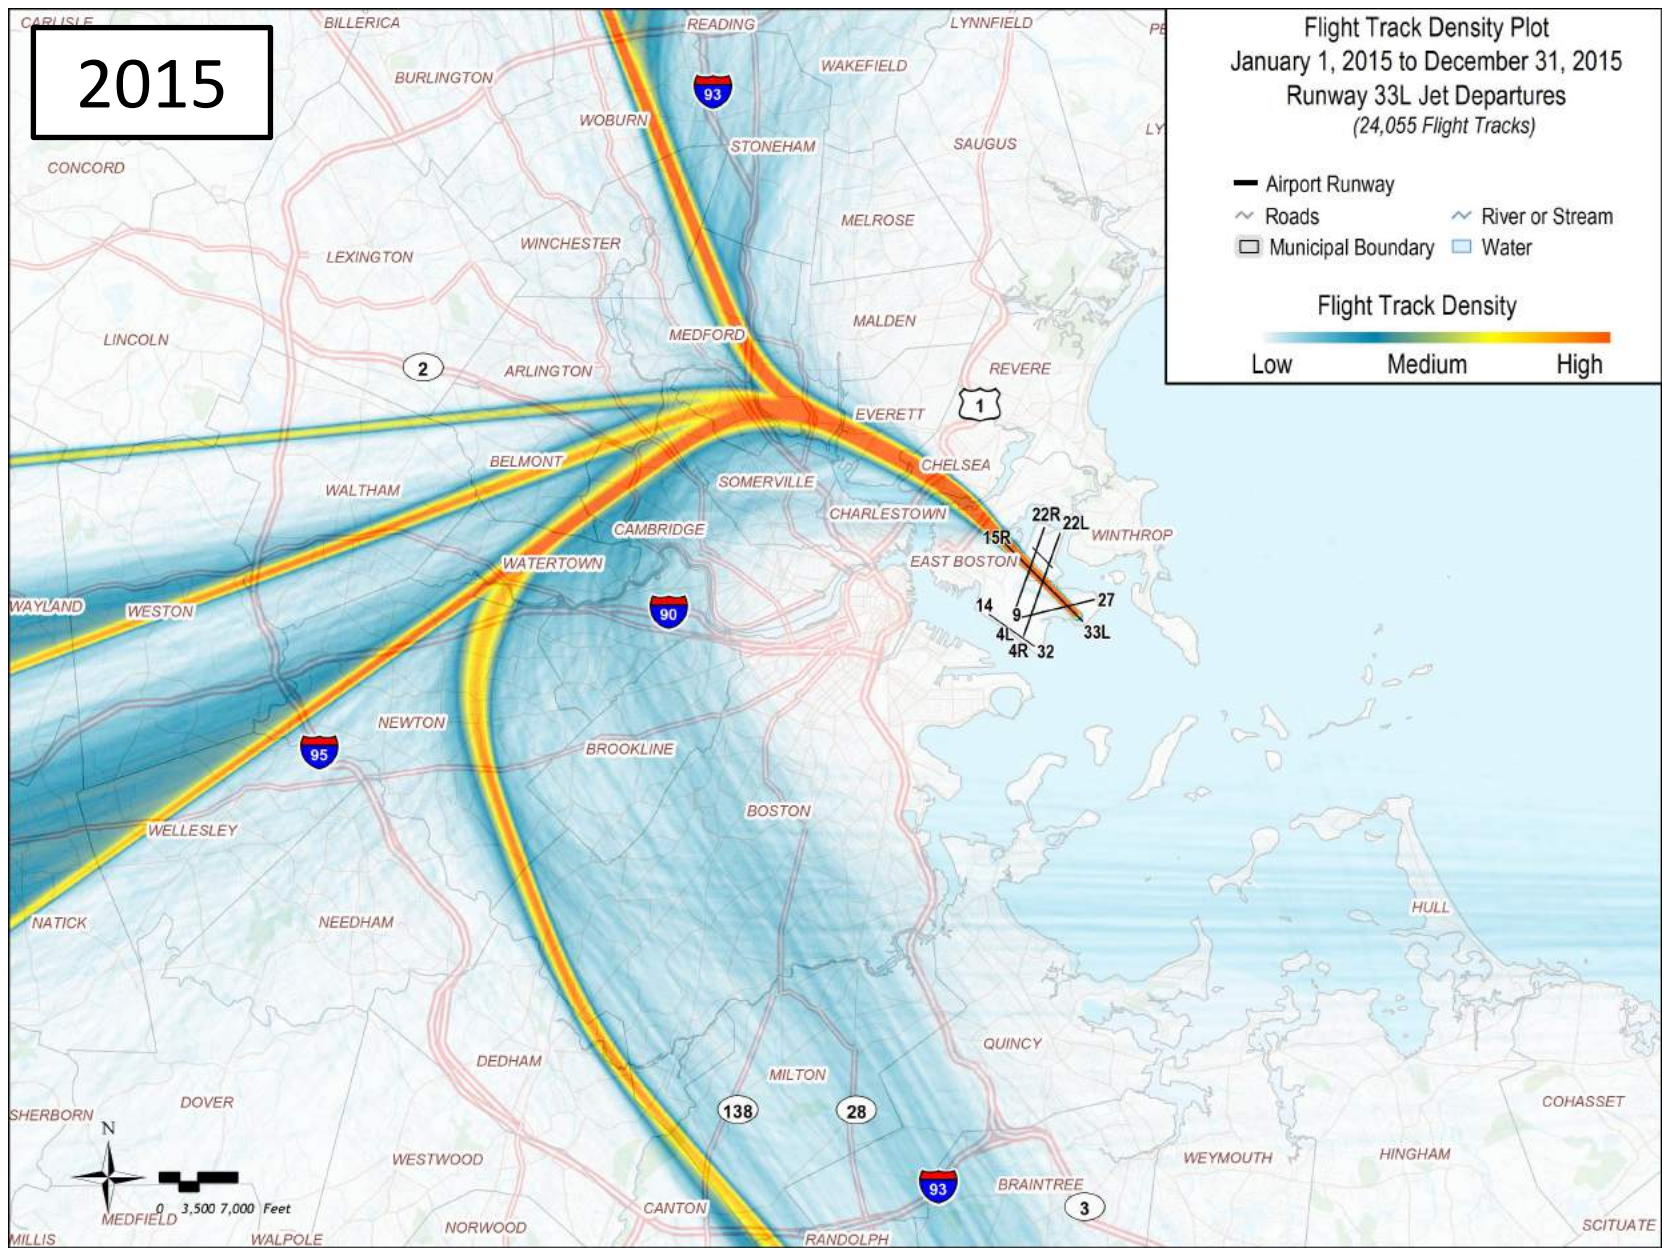 2015
Flight Track Density Plot
January 1, 2015 to December 31, 2015
Runway 33L Jet Departures
(24,055 Flight Tracks)
Airport Runway
Roads
River or Stream
Municipal Boundary
Water
Flight Track Density
Low Medium High
CARLISLE
BILLERICA
READING
LYNNFIELD
PE
BURLINGTON
WAKEFIELD
93
WOBURN
LY
STONEHAM
SAUGUS
CONCORD
MELROSE
WINCHESTER
LEXINGTON
MALDEN
MEDFORD
LINCOLN
2
ARLINGTON
REVERE
1
EVERETT
BELMONT
CHELSEA
WALTHAM
SOMERVILLE
CHARLESTOWN
CAMBRIDGE
22R
22L
15R
WINTHROP
EAST BOSTON
WATERTOWN
WAYLAND
WESTON
90
14
9
27
4L
33L
4R
32
NEWTON
95
BROOKLINE
BOSTON
WELLESLEY
NATICK
NEEDHAM
HULL
QUINCY
DEDHAM
MILTON
138
28
SHERBORN
DOVER
COHASSET
N
WESTWOOD
WEYMOUTH
HINGHAM
93
BRAINTREE
3
0 3,500 7,000 Feet
CANTON
MEDFIELD
NORWOOD
SCITUATE
MILLIS
WALPOLE
RANDOLPH